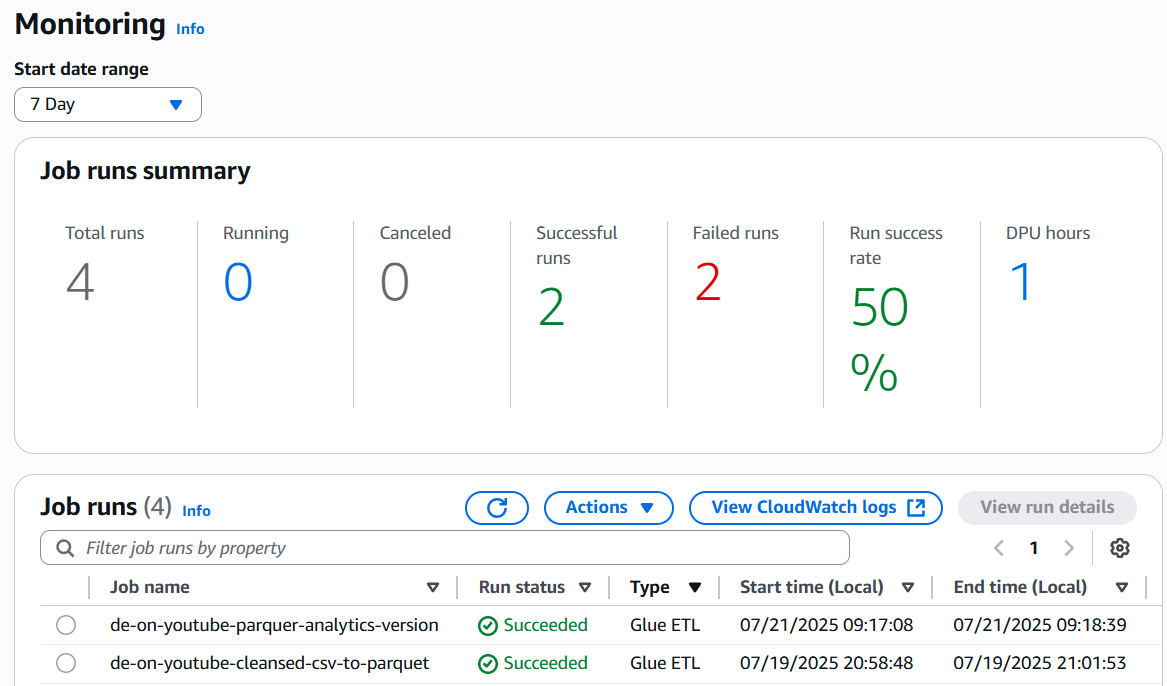 Monitoring Info
Start date range
7 Day
Job runs summary
Total runs
4
Running
0
Canceled
0
Successful
runs
2
Failed runs
2
Run success
rate
50
%
DPU hours
1
Job runs (4) Info
Actions
View CloudWatch logs
View run details
Filter job runs by property
1
Job name Run status Type Start time (Local) End time (Local)
de-on-youtube-parquer-analytics-version Succeeded Glue ETL 07/21/2025 09:17:08 07/21/2025 09:18:39
de-on-youtube-cleansed-csv-to-parquet Succeeded Glue ETL 07/19/2025 20:58:48 07/19/2025 21:01:53